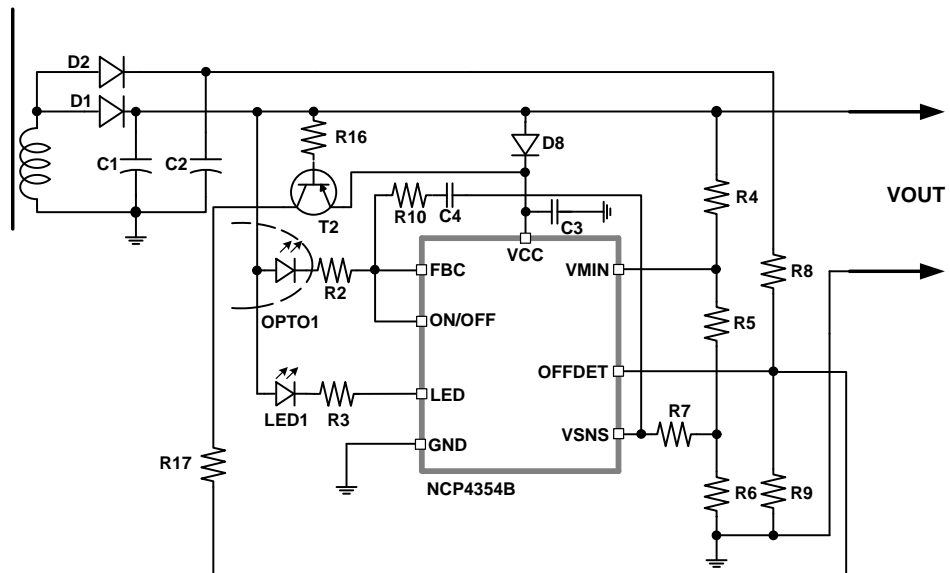 D2
D1
R16
D8
C1
C2
R4
VOUT
R10
C4
T2
C3
VCC
FBC
VMIN
R8
R2
OPTO1
ON/OFF
R5
OFFDET
LED
LED1
R3
R7
VSNS
GND
R17
R6
R9
NCP4354B